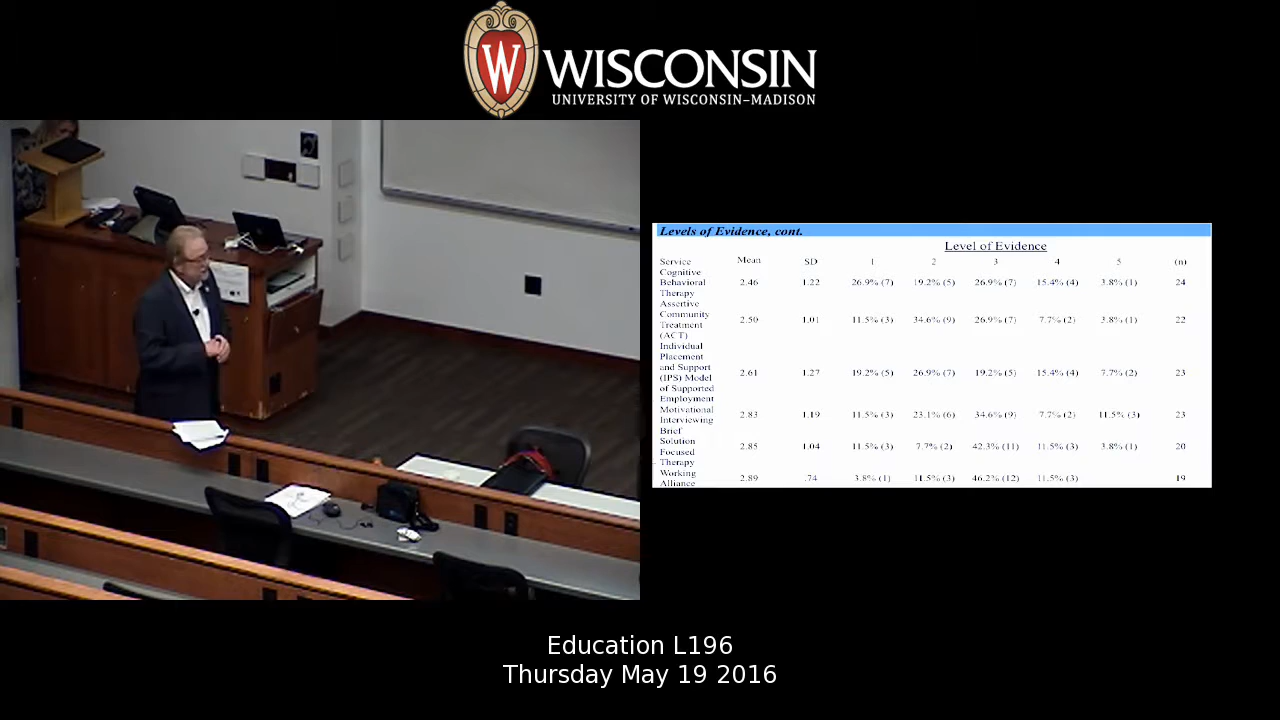 W
WISCONSIN
UNIVERSITY OF WISCONSIN–MADISON
Levels of Evidence, cont.
Level of Evidence
Service Mean SD 1 2 3 4 5 (n)
Cognitive
Behavioral 2.46 1.22 26.9% (7) 19.2% (5) 26.9% (7) 15.4% (4) 3.8% (1) 24
Therapy
Assertive
Community
Treatment 2.50 1.01 11.5% (3) 34.6% (9) 26.9% (7) 7.7% (2) 3.8% (1) 22
(ACT)
Individual
Placement
and Support 2.61 1.27 19.2% (5) 26.9% (7) 19.2% (5) 15.4% (4) 7.7% (2) 23
(IPS) Model
of Supported
Employment
Motivational 2.83 1.19 11.5% (3) 23.1% (6) 34.6% (9) 7.7% (2) 11.5% (3) 23
Interviewing
Brief
Solution 2.85 1.04 11.5% (3) 7.7% (2) 42.3% (11) 11.5% (3) 3.8% (1) 20
Focused
Therapy
Working 2.89 .74 3.8% (1) 11.5% (3) 46.2% (12) 11.5% (3) 19
Alliance
Education L196
Thursday May 19 2016